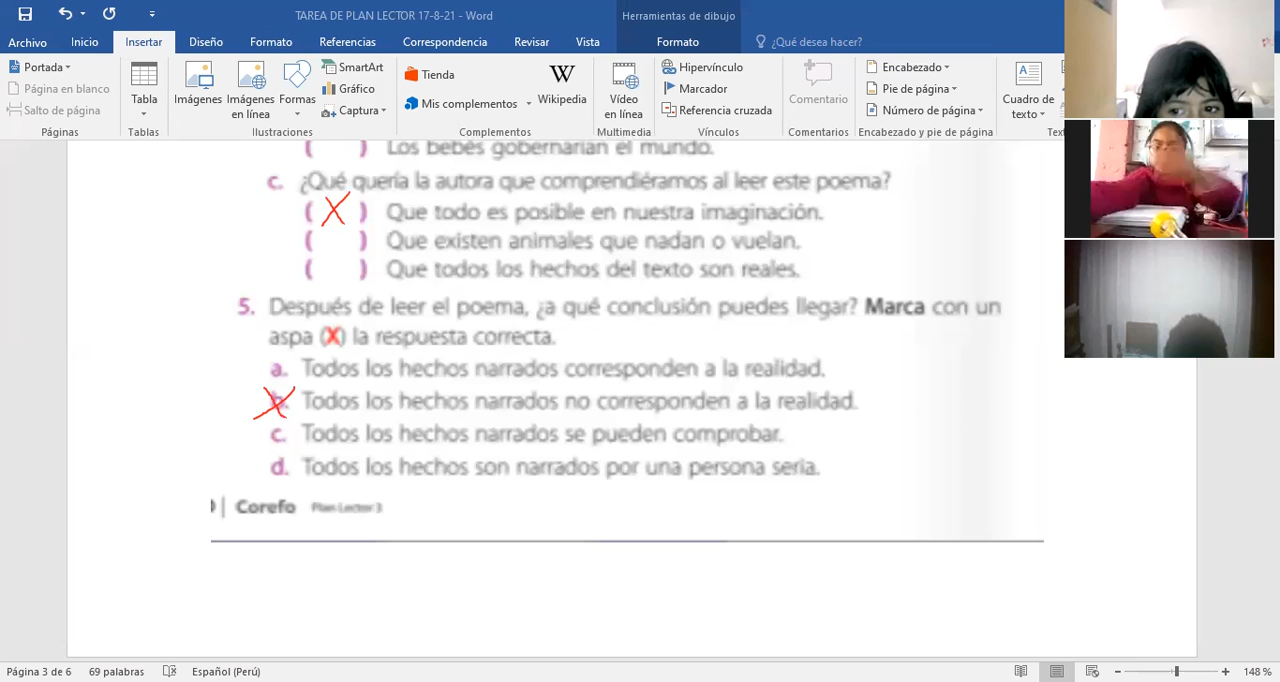 TAREA DE PLAN LECTOR 17-8-21 - Word
Herramientas de dibujo
Archivo Inicio Insertar Diseño Formato Referencias Correspondencia Revisar Vista Formato ¿Qué desea hacer?
Portada
Página en blanco
Salto de página
Páginas
Tabla
Tablas
Imágenes
Imágenes en línea
Formas
SmartArt
Gráfico
Captura
Ilustraciones
Tienda
Mis complementos
Wikipedia
Complementos
Vídeo en línea
Multimedia
Hipervínculo
Marcador
Referencia cruzada
Vínculos
Comentario
Comentarios
Encabezado
Pie de página
Número de página
Encabezado y pie de página
Cuadro de texto
Text
( ) Los bebés gobernarían el mundo.
c. ¿Qué quería la autora que comprendiéramos al leer este poema?
( X ) Que todo es posible en nuestra imaginación.
( ) Que existen animales que nadan o vuelan.
( ) Que todos los hechos del texto son reales.
5. Después de leer el poema, ¿a qué conclusión puedes llegar? Marca con un
aspa (X) la respuesta correcta.
a. Todos los hechos narrados corresponden a la realidad.
b. Todos los hechos narrados no corresponden a la realidad.
c. Todos los hechos narrados se pueden comprobar.
d. Todos los hechos son narrados por una persona seria.
Corefo Plan Lector 3
Página 3 de 6 69 palabras Español (Perú) 148 %